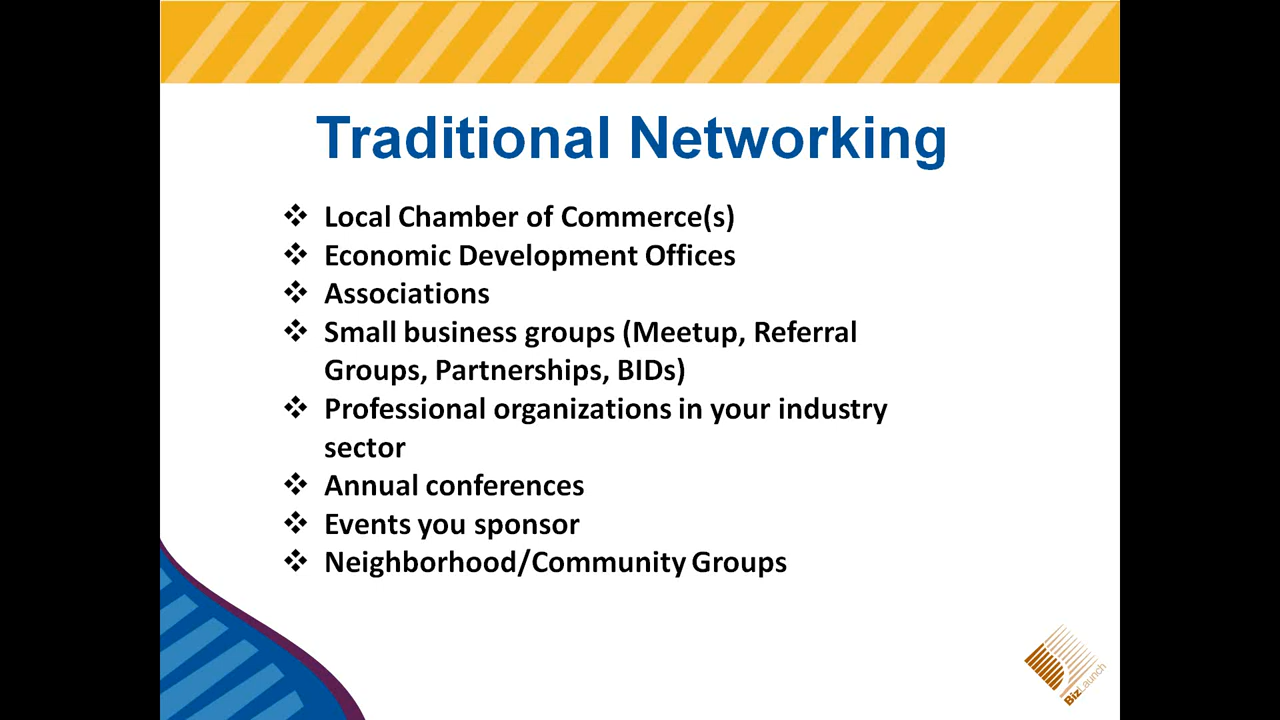 Traditional Networking
❖ Local Chamber of Commerce(s)
❖ Economic Development Offices
❖ Associations
❖ Small business groups (Meetup, Referral
Groups, Partnerships, BIDs)
❖ Professional organizations in your industry
sector
❖ Annual conferences
❖ Events you sponsor
❖ Neighborhood/Community Groups
BizLaunch